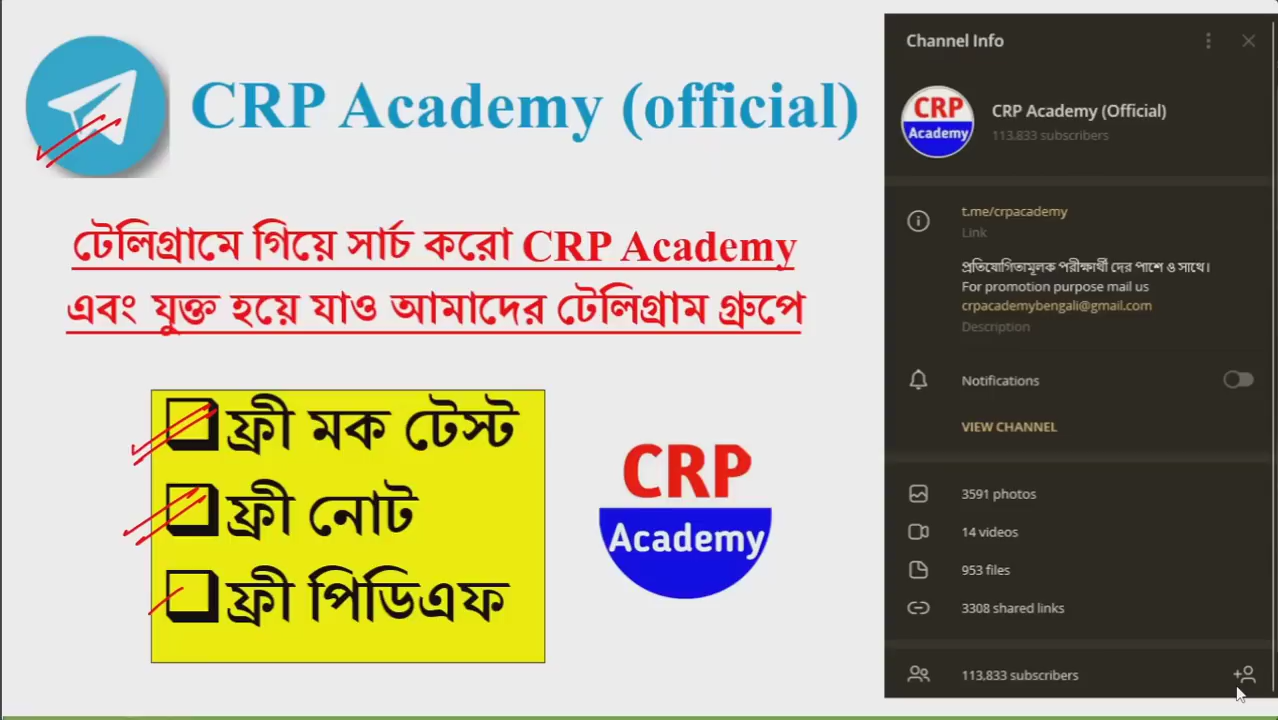 CRP Academy (official)
টেলিগ্রামে গিয়ে সার্চ করো CRP Academy
এবং যুক্ত হয়ে যাও আমাদের টেলিগ্রাম গ্রুপে
ফ্রী মক টেস্ট
ফ্রী নোট
ফ্রী পিডিএফ
CRP
Academy
Channel Info
CRP
Academy
CRP Academy (Official)
113,833 subscribers
t.me/crpacademy
Link
প্রতিযোগিতামূলক পরীক্ষার্থী দের পাশে ও সাথে।
For promotion purpose mail us
crpacademybengali@gmail.com
Description
Notifications
VIEW CHANNEL
3591 photos
14 videos
953 files
3308 shared links
113,833 subscribers